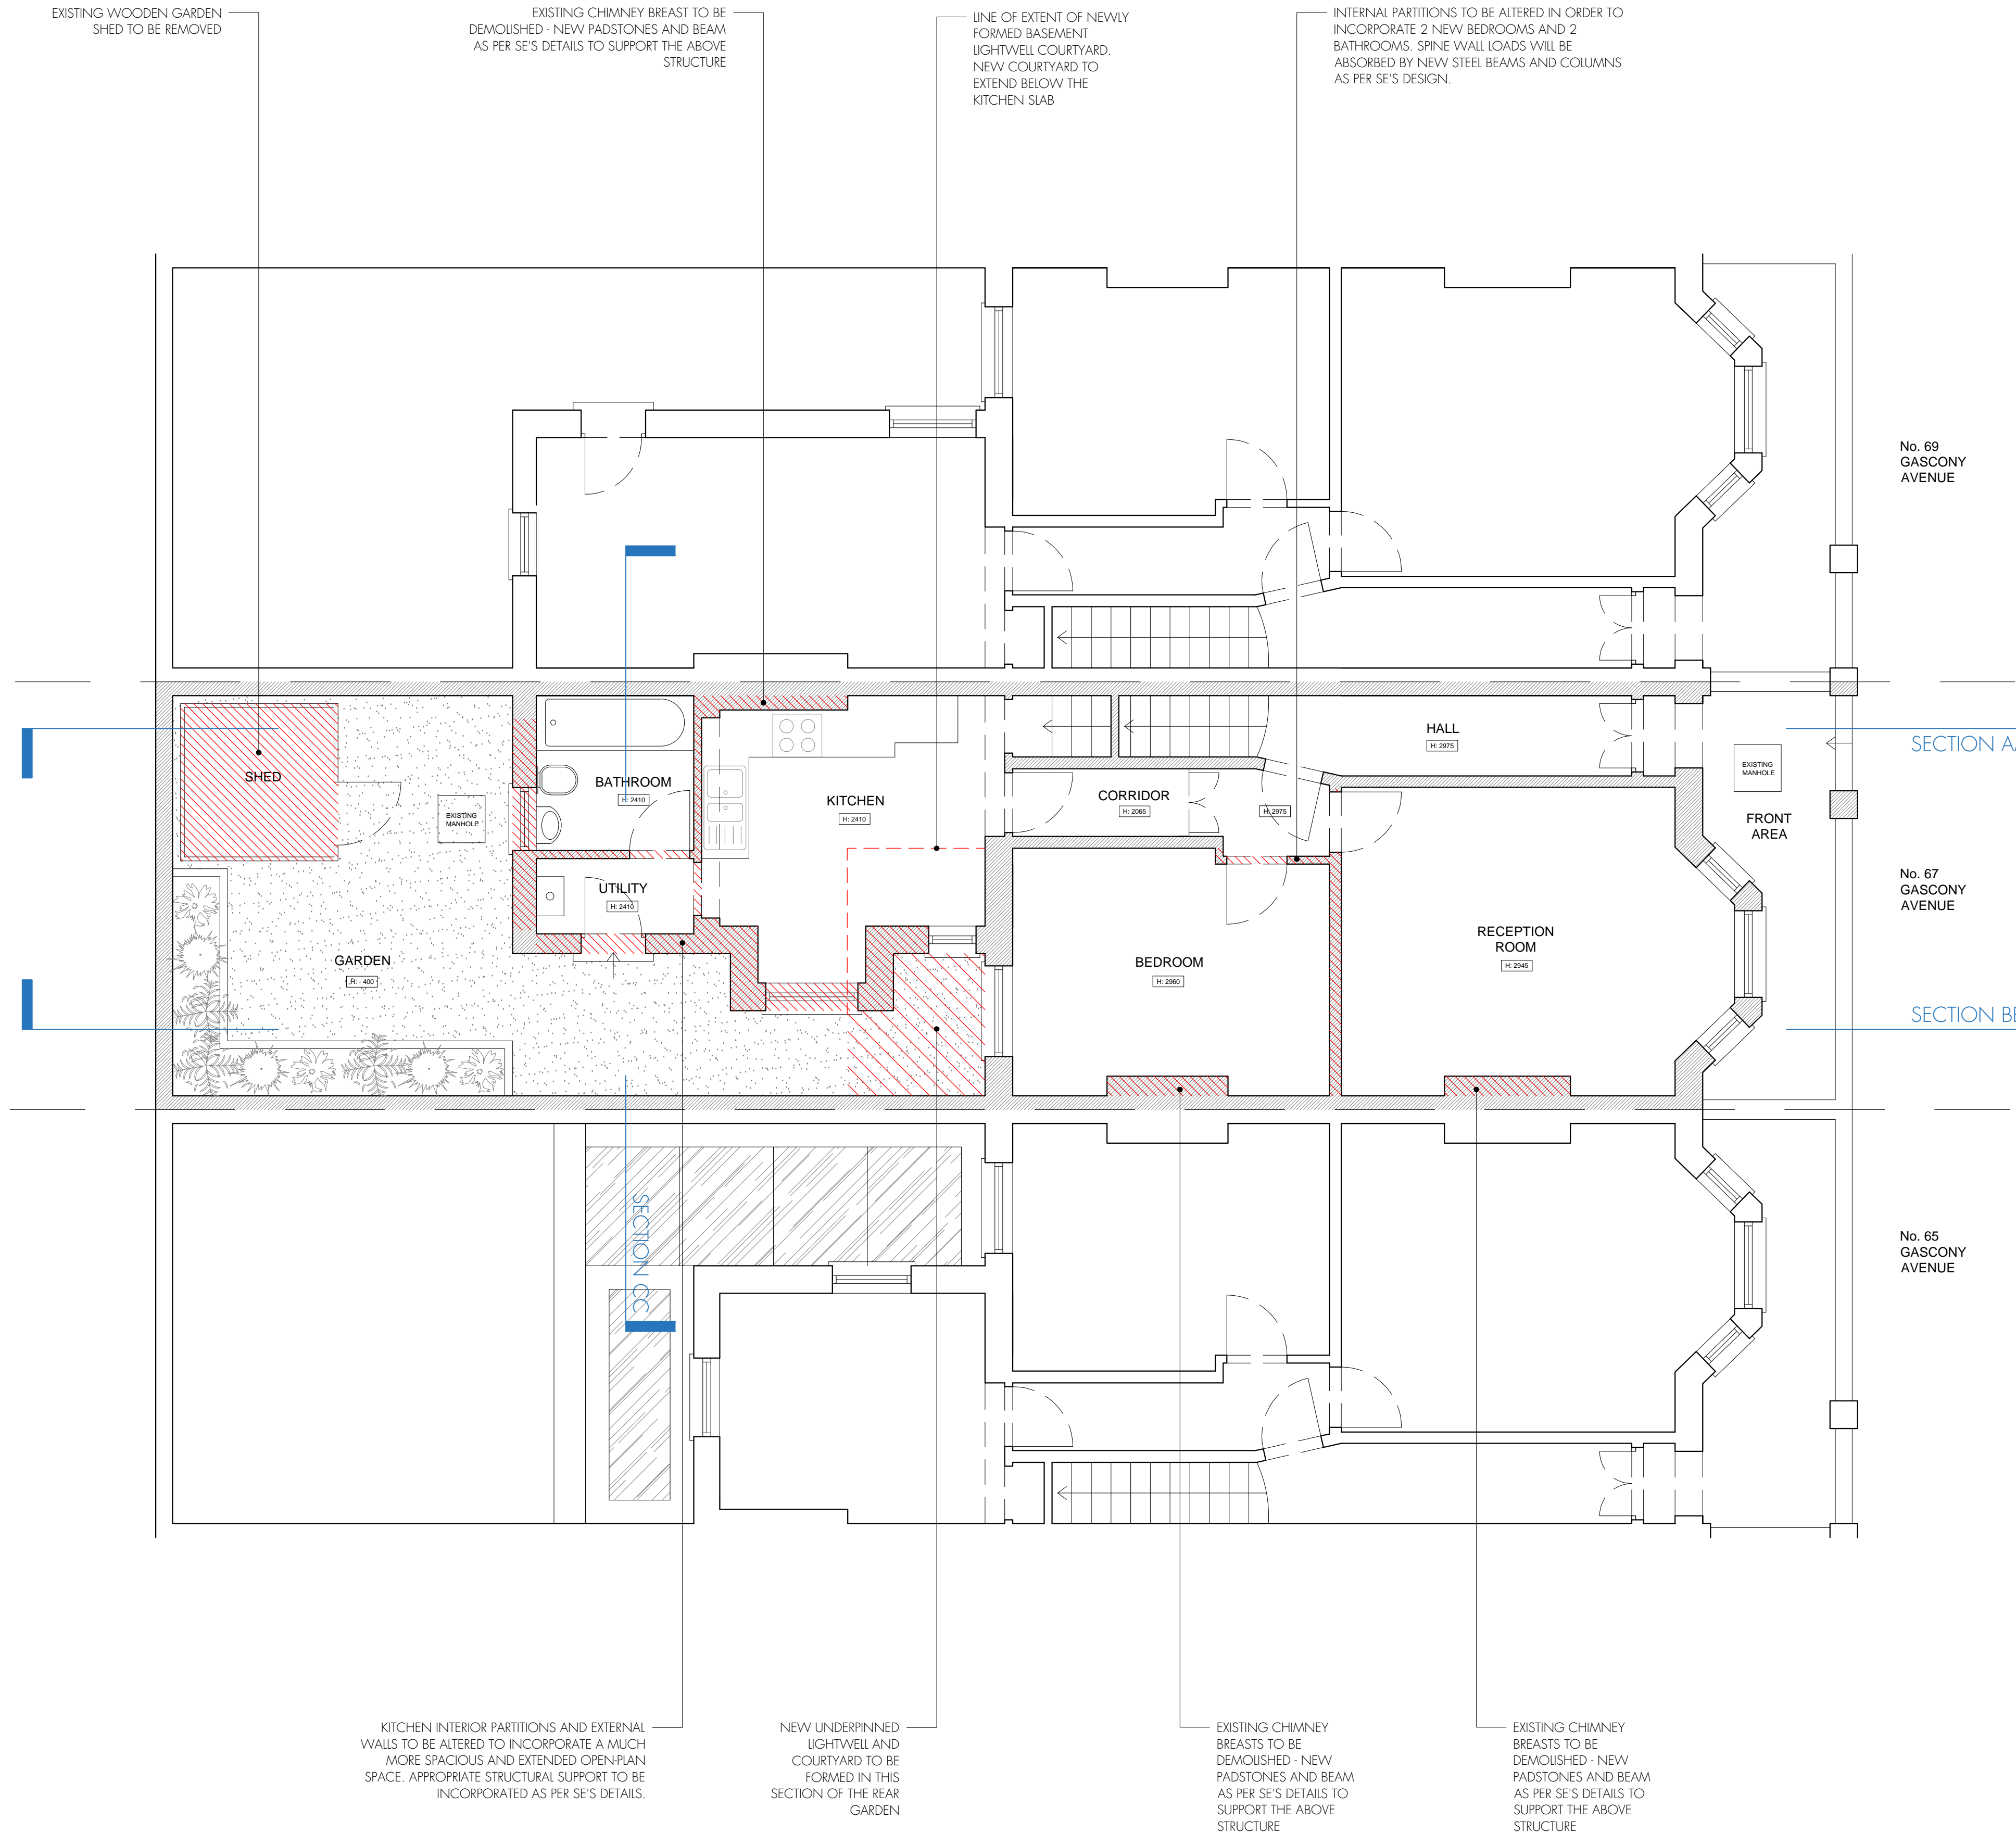 EXISTING WOODEN GARDEN
SHED TO BE REMOVED
EXISTING CHIMNEY BREAST TO BE
DEMOLISHED - NEW PADSTONES AND BEAM
AS PER SE'S DETAILS TO SUPPORT THE ABOVE
STRUCTURE
LINE OF EXTENT OF NEWLY
FORMED BASEMENT
LIGHTWELL COURTYARD.
NEW COURTYARD TO
EXTEND BELOW THE
KITCHEN SLAB
INTERNAL PARTITIONS TO BE ALTERED IN ORDER TO
INCORPORATE 2 NEW BEDROOMS AND 2
BATHROOMS. SPINE WALL LOADS WILL BE
ABSORBED BY NEW STEEL BEAMS AND COLUMNS
AS PER SE'S DESIGN.
No. 69
GASCONY
AVENUE
SHED
EXISTING
MANHOLE
BATHROOM
H: 2410
KITCHEN
H: 2410
UTILITY
H: 2410
GARDEN
H: - 400
CORRIDOR
H: 2065
H: 2975
HALL
H: 2975
EXISTING
MANHOLE
FRONT
AREA
SECTION A
BEDROOM
H: 2960
RECEPTION
ROOM
H: 2945
No. 67
GASCONY
AVENUE
SECTION B
SECTION CC
No. 65
GASCONY
AVENUE
KITCHEN INTERIOR PARTITIONS AND EXTERNAL
WALLS TO BE ALTERED TO INCORPORATE A MUCH
MORE SPACIOUS AND EXTENDED OPEN-PLAN
SPACE. APPROPRIATE STRUCTURAL SUPPORT TO BE
INCORPORATED AS PER SE'S DETAILS.
NEW UNDERPINNED
LIGHTWELL AND
COURTYARD TO BE
FORMED IN THIS
SECTION OF THE REAR
GARDEN
EXISTING CHIMNEY
BREASTS TO BE
DEMOLISHED - NEW
PADSTONES AND BEAM
AS PER SE'S DETAILS TO
SUPPORT THE ABOVE
STRUCTURE
EXISTING CHIMNEY
BREASTS TO BE
DEMOLISHED - NEW
PADSTONES AND BEAM
AS PER SE'S DETAILS TO
SUPPORT THE ABOVE
STRUCTURE